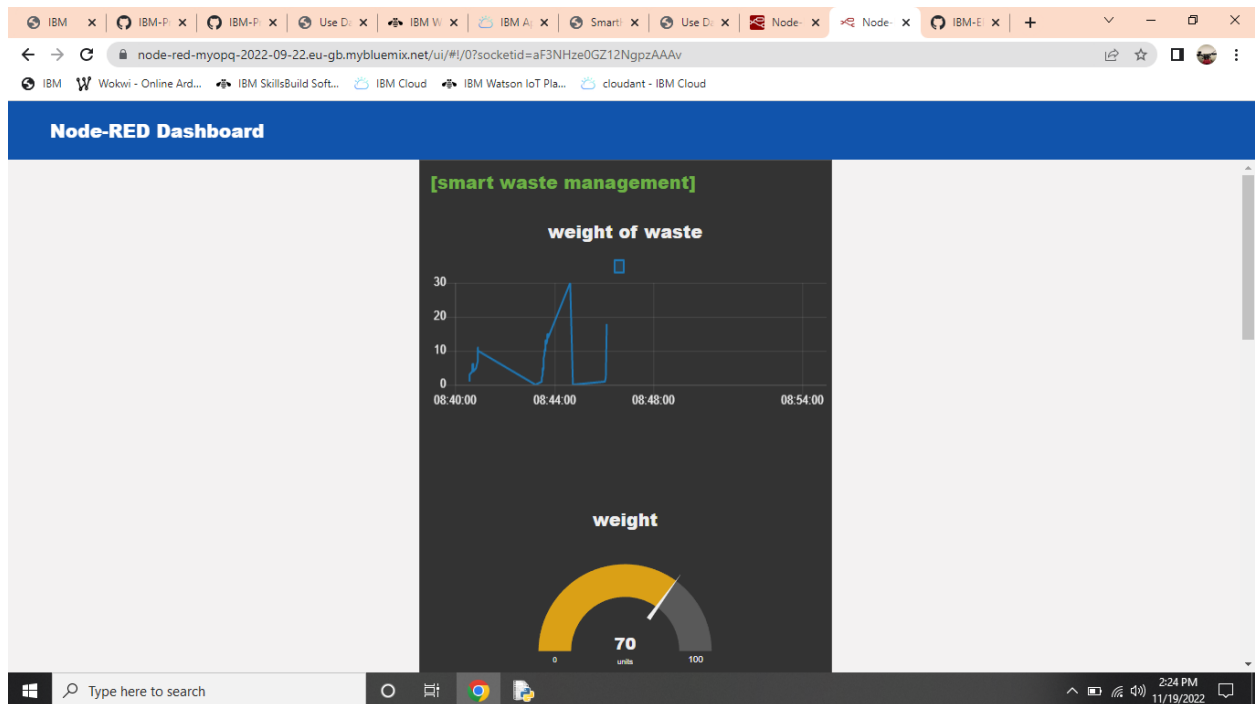 IBM
IBM-P
IBM-P
Use D
IBM W
IBM A
Smart
Use D
Node-
Node-
IBM-E
node-red-myopq-2022-09-22.eu-gb.mybluemix.net/ui/#!/0?socketid=aF3NHze0GZ12NgpzAAAv
IBM Wokwi - Online Ard... IBM SkillsBuild Soft... IBM Cloud IBM Watson IoT Pla... cloudant - IBM Cloud
Node-RED Dashboard
[smart waste management]
weight of waste
30
20
10
0
08:40:00 08:44:00 08:48:00 08:54:00
weight
70
0 units 100
Type here to search
2:24 PM
11/19/2022